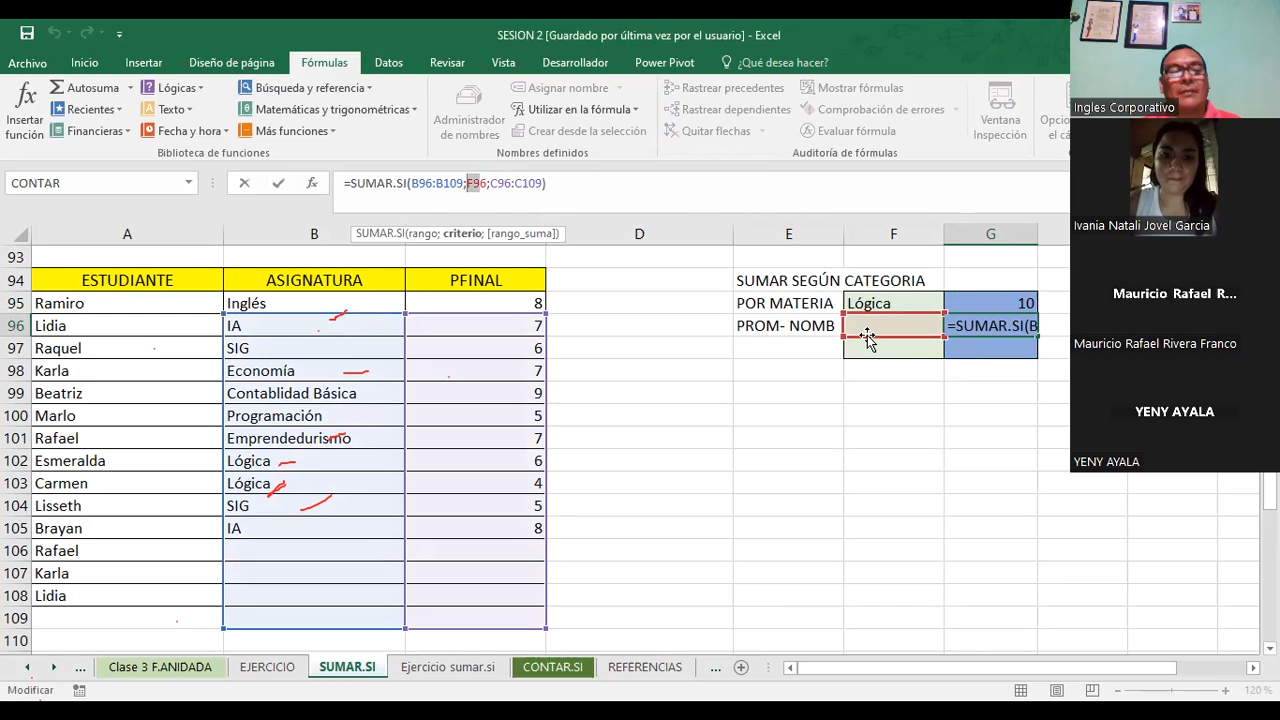 SESION 2 [Guardado por última vez por el usuario] - Excel
Archivo Inicio Insertar Diseño de página Fórmulas Datos Revisar Vista Desarrollador Power Pivot ¿Qué desea hacer?
fx Insertar función
Autosuma Lógicas Búsqueda y referencia
Recientes Texto Matemáticas y trigonométricas
Financieras Fecha y hora Más funciones
Biblioteca de funciones
Administrador de nombres
Asignar nombre
Utilizar en la fórmula
Crear desde la selección
Nombres definidos
Rastrear precedentes Mostrar fórmulas
Rastrear dependientes Comprobación de errores
Quitar flechas Evaluar fórmula
Auditoría de fórmulas
Ventana Inspección
CONTAR fx =SUMAR.SI(B96:B109;F96;C96:C109)
SUMAR.SI(rango; criterio; [rango_suma])
A B C D E F G
93
94 ESTUDIANTE ASIGNATURA PFINAL SUMAR SEGÚN CATEGORIA
95 Ramiro Inglés 8 POR MATERIA Lógica 10
96 Lidia IA 7 PROM- NOMB =SUMAR.SI(B
97 Raquel SIG 6
98 Karla Economía 7
99 Beatriz Contablidad Básica 9
100 Marlo Programación 5
101 Rafael Emprendedurismo 7
102 Esmeralda Lógica 6
103 Carmen Lógica 4
104 Lisseth SIG 5
105 Brayan IA 8
106 Rafael
107 Karla
108 Lidia
109
110
... Clase 3 F.ANIDADA EJERCICIO SUMAR.SI Ejercicio sumar.si CONTAR.SI REFERENCIAS ...
Modificar 120 %
Ingles Corporativo
Ivania Natali Jovel Garcia
Mauricio Rafael R...
Mauricio Rafael Rivera Franco
YENY AYALA
YENY AYALA